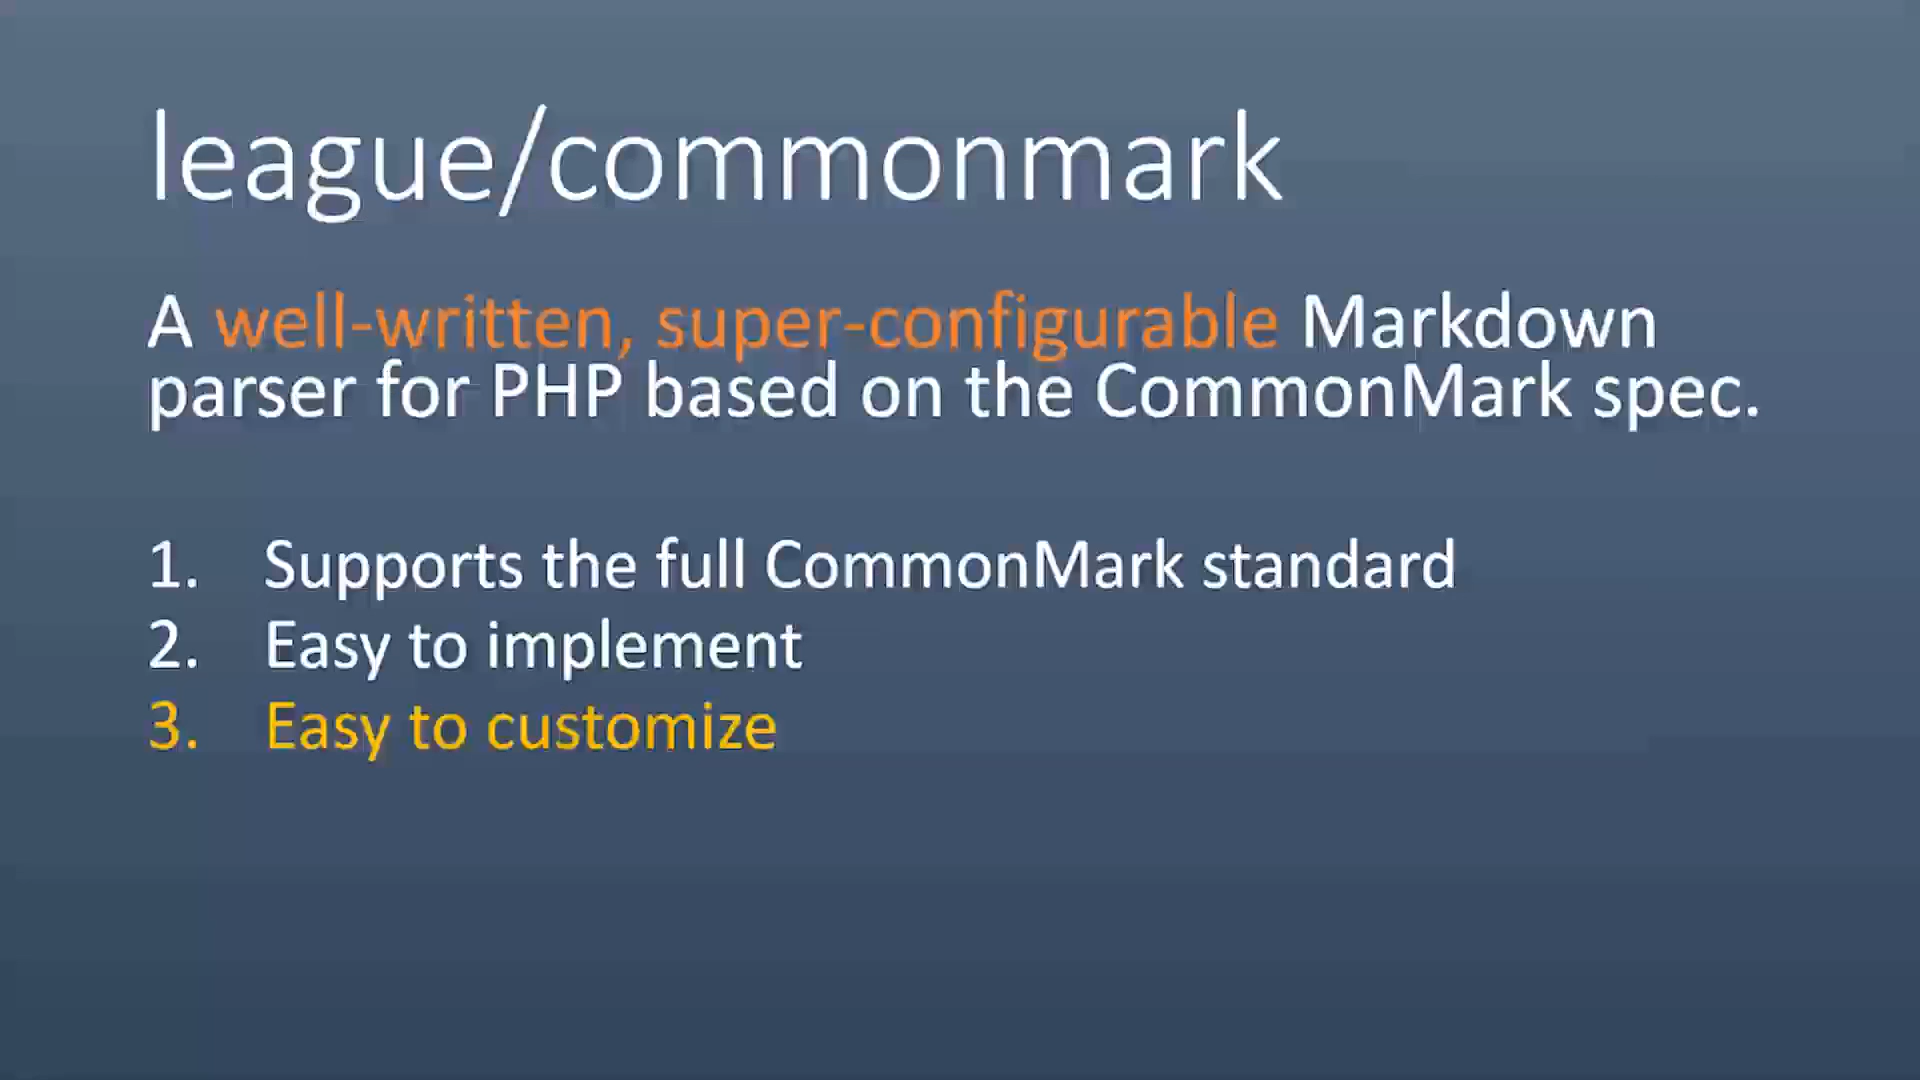 league/commonmark
A well-written, super-configurable Markdown
parser for PHP based on the CommonMark spec.
1. Supports the full CommonMark standard
2. Easy to implement
3. Easy to customize